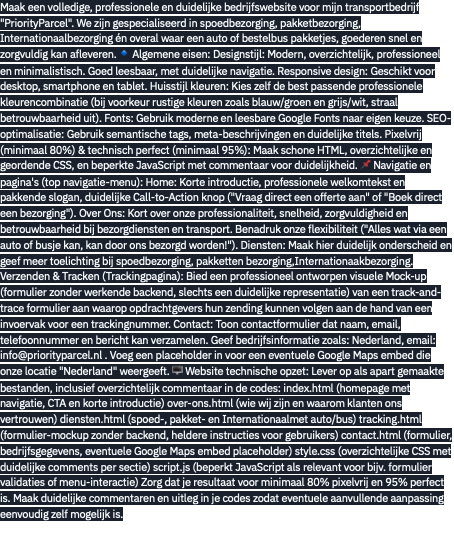 Maak een volledige, professionele en duidelijke bedrijfswebsite voor mijn transportbedrijf
"PriorityParcel". We zijn gespecialiseerd in spoedbezorging, pakketbezorging,
Internationaalbezorging én overal waar een auto of bestelbus pakketjes, goederen snel en
zorgvuldig kan afleveren. 🔹 Algemene eisen: Designstijl: Modern, overzichtelijk, professioneel
en minimalistisch. Goed leesbaar, met duidelijke navigatie. Responsive design: Geschikt voor
desktop, smartphone en tablet. Huisstijl kleuren: Kies zelf de best passende professionele
kleurencombinatie (bij voorkeur rustige kleuren zoals blauw/groen en grijs/wit, straal
betrouwbaarheid uit). Fonts: Gebruik moderne en leesbare Google Fonts naar eigen keuze. SEO-
optimalisatie: Gebruik semantische tags, meta-beschrijvingen en duidelijke titels. Pixelvrij
(minimaal 80%) & technisch perfect (minimaal 95%): Maak schone HTML, overzichtelijke en
geordende CSS, en beperkte JavaScript met commentaar voor duidelijkheid. 📌 Navigatie en
pagina's (top navigatie-menu): Home: Korte introductie, professionele welkomtekst en
pakkende slogan, duidelijke Call-to-Action knop ("Vraag direct een offerte aan" of "Boek direct
een bezorging"). Over Ons: Kort over onze professionaliteit, snelheid, zorgvuldigheid en
betrouwbaarheid bij bezorgdiensten en transport. Benadruk onze flexibiliteit ("Alles wat via een
auto of busje kan, kan door ons bezorgd worden!"). Diensten: Maak hier duidelijk onderscheid en
geef meer toelichting bij spoedbezorging, pakketten bezorging,Internationaakbezorging.
Verzenden & Tracken (Trackingpagina): Bied een professioneel ontworpen visuele Mock-up
(formulier zonder werkende backend, slechts een duidelijke representatie) van een track-and-
trace formulier aan waarop opdrachtgevers hun zending kunnen volgen aan de hand van een
invoervak voor een trackingnummer. Contact: Toon contactformulier dat naam, email,
telefoonnummer en bericht kan verzamelen. Geef bedrijfsinformatie zoals: Nederland, email:
info@priorityparcel.nl . Voeg een placeholder in voor een eventuele Google Maps embed die
onze locatie "Nederland" weergeeft. 💻 Website technische opzet: Lever op als apart gemaakte
bestanden, inclusief overzichtelijk commentaar in de codes: index.html (homepage met
navigatie, CTA en korte introductie) over-ons.html (wie wij zijn en waarom klanten ons
vertrouwen) diensten.html (spoed-, pakket- en Internationaalmet auto/bus) tracking.html
(formulier-mockup zonder backend, heldere instructies voor gebruikers) contact.html (formulier,
bedrijfsgegevens, eventuele Google Maps embed placeholder) style.css (overzichtelijke CSS met
duidelijke comments per sectie) script.js (beperkt JavaScript als relevant voor bijv. formulier
validaties of menu-interactie) Zorg dat je resultaat voor minimaal 80% pixelvrij en 95% perfect
is. Maak duidelijke commentaren en uitleg in je codes zodat eventuele aanvullende aanpassing
eenvoudig zelf mogelijk is.